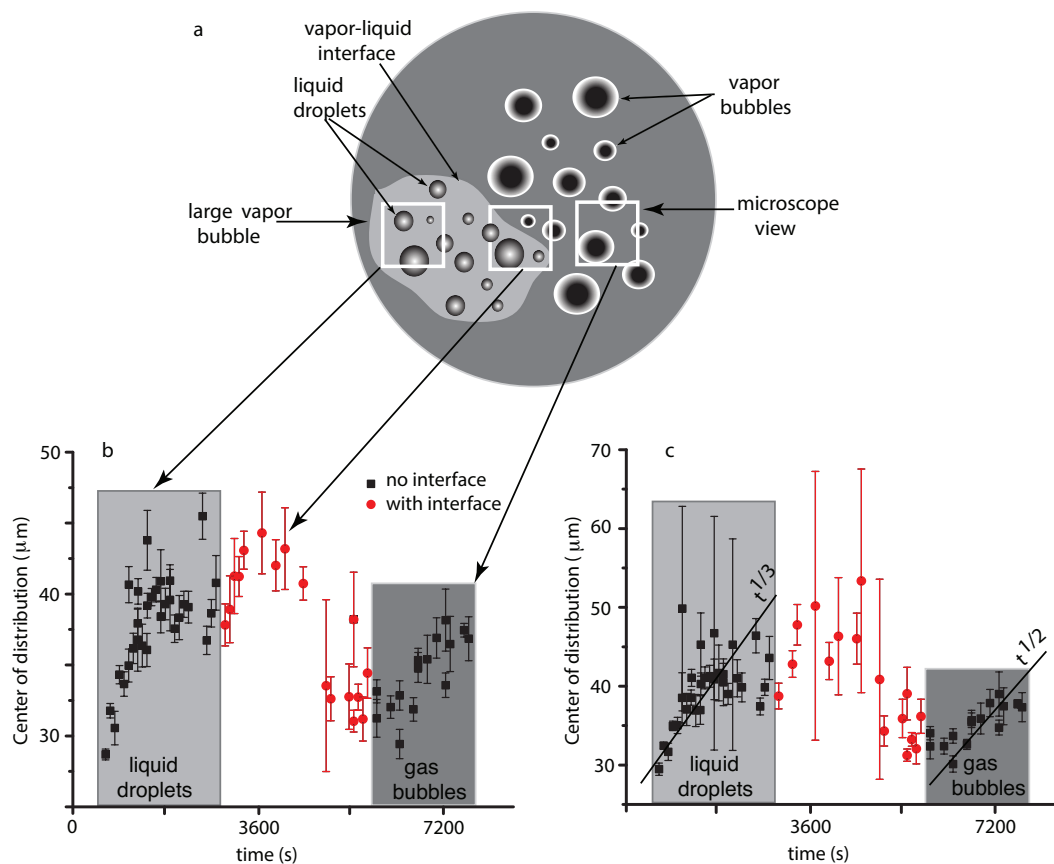 a
vapor-liquid
interface
liquid
droplets
vapor
bubbles
large vapor
bubble
microscope
view
b
50
40
30
Center of distribution (μm)
no interface
with interface
liquid
droplets
gas
bubbles
0
3600
7200
time (s)
c
70
60
50
40
30
Center of distribution (μm)
t 1/3
t 1/2
liquid
droplets
gas
bubbles
3600
7200
time (s)